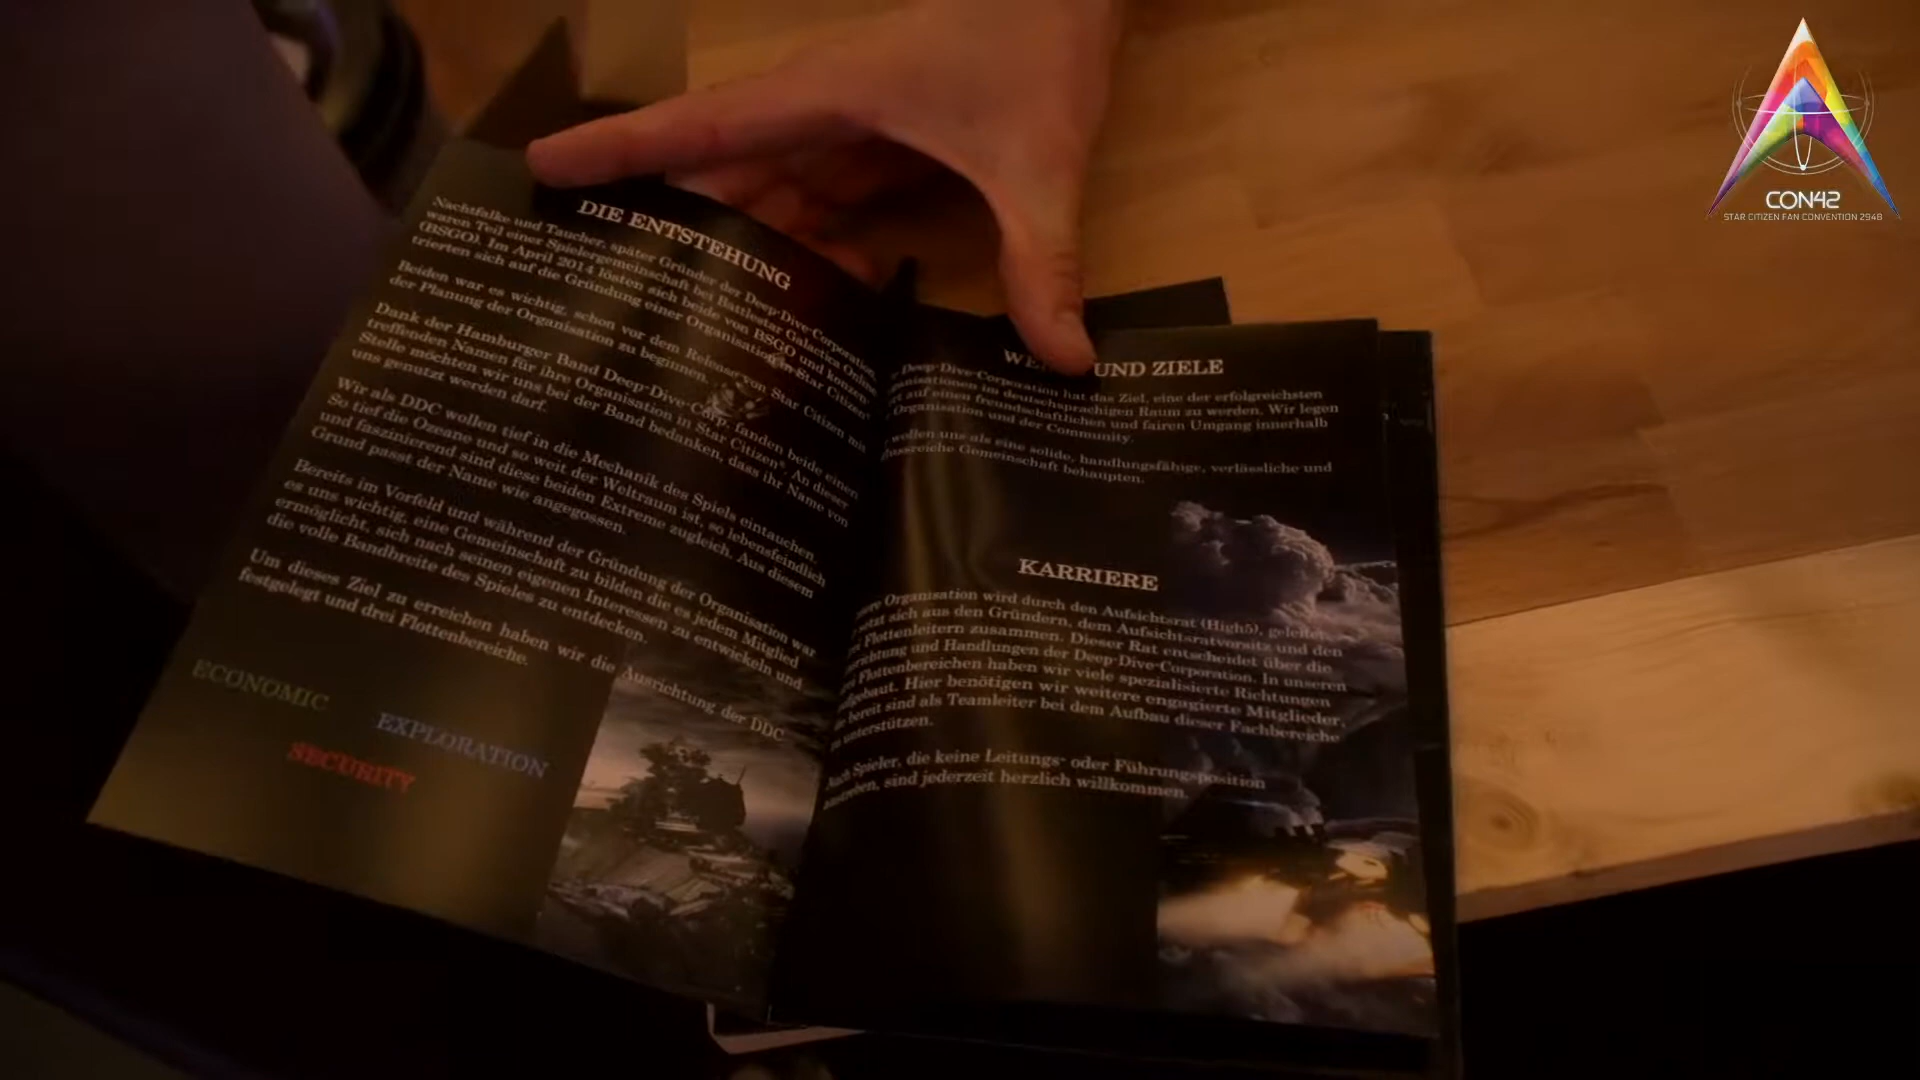 DIE ENTSTEHUNG
Nachtfalke und Taucher, später Gründer der Deep-Dive-Corporation,
waren Teil einer Spielergemeinschaft bei Battlestar Galactica Online
(BSGO). Im April 2014 lösten sich beide von BSGO und konzen-
trierten sich auf die Gründung einer Organisation in Star Citizen
Beiden war es wichtig, schon vor dem Release von Star Citizen mit
der Planung der Organisation zu beginnen.
Dank der Hamburger Band Deep-Dive-Corp. fanden beide einen
treffenden Namen für ihre Organisation in Star Citizen. An dieser
Stelle möchten wir uns bei der Band bedanken, dass ihr Name von
uns genutzt werden darf.
Wir als DDC wollen tief in die Mechanik des Spiels eintauchen.
So tief die Ozeane und so weit der Weltraum ist, so lebensfeindlich
und faszinierend sind diese beiden Extreme zugleich. Aus diesem
Grund passt der Name wie angegossen.
Bereits im Vorfeld und während der Gründung der Organisation war
es uns wichtig, eine Gemeinschaft zu bilden die es jedem Mitglied
ermöglicht, sich nach seinen eigenen Interessen zu entwickeln und
die volle Bandbreite des Spieles zu entdecken.
Um dieses Ziel zu erreichen haben wir die Ausrichtung der DDC
festgelegt und drei Flottenbereiche.
ECONOMIC
EXPLORATION
SECURITY
UND ZIELE
Deep-Dive-Corporation hat das Ziel, eine der erfolgreichsten
im deutschsprachigen Raum zu werden. Wir legen
auf einen freundschaftlichen und fairen Umgang innerhalb
Organisation und der Community.
wollen uns als eine solide, handlungsfähige, verlässliche und
Gemeinschaft behaupten.
KARRIERE
Organisation wird durch den Aufsichtsrat (High5), geleitet.
setzt sich aus den Gründern, dem Aufsichtsratsvorsitz und den
Flottenleitern zusammen. Dieser Rat entscheidet über die
und Handlungen der Deep-Dive-Corporation. In unseren
Flottenbereichen haben wir viele spezialisierte Richtungen
Hier benötigen wir weitere engagierte Mitglieder,
bereit sind als Teamleiter bei dem Aufbau dieser Fachbereiche
unterstützen.
Spieler, die keine Leitungs- oder Führungsposition
sind jederzeit herzlich willkommen.
CON42
STAR CITIZEN FAN CONVENTION 2948